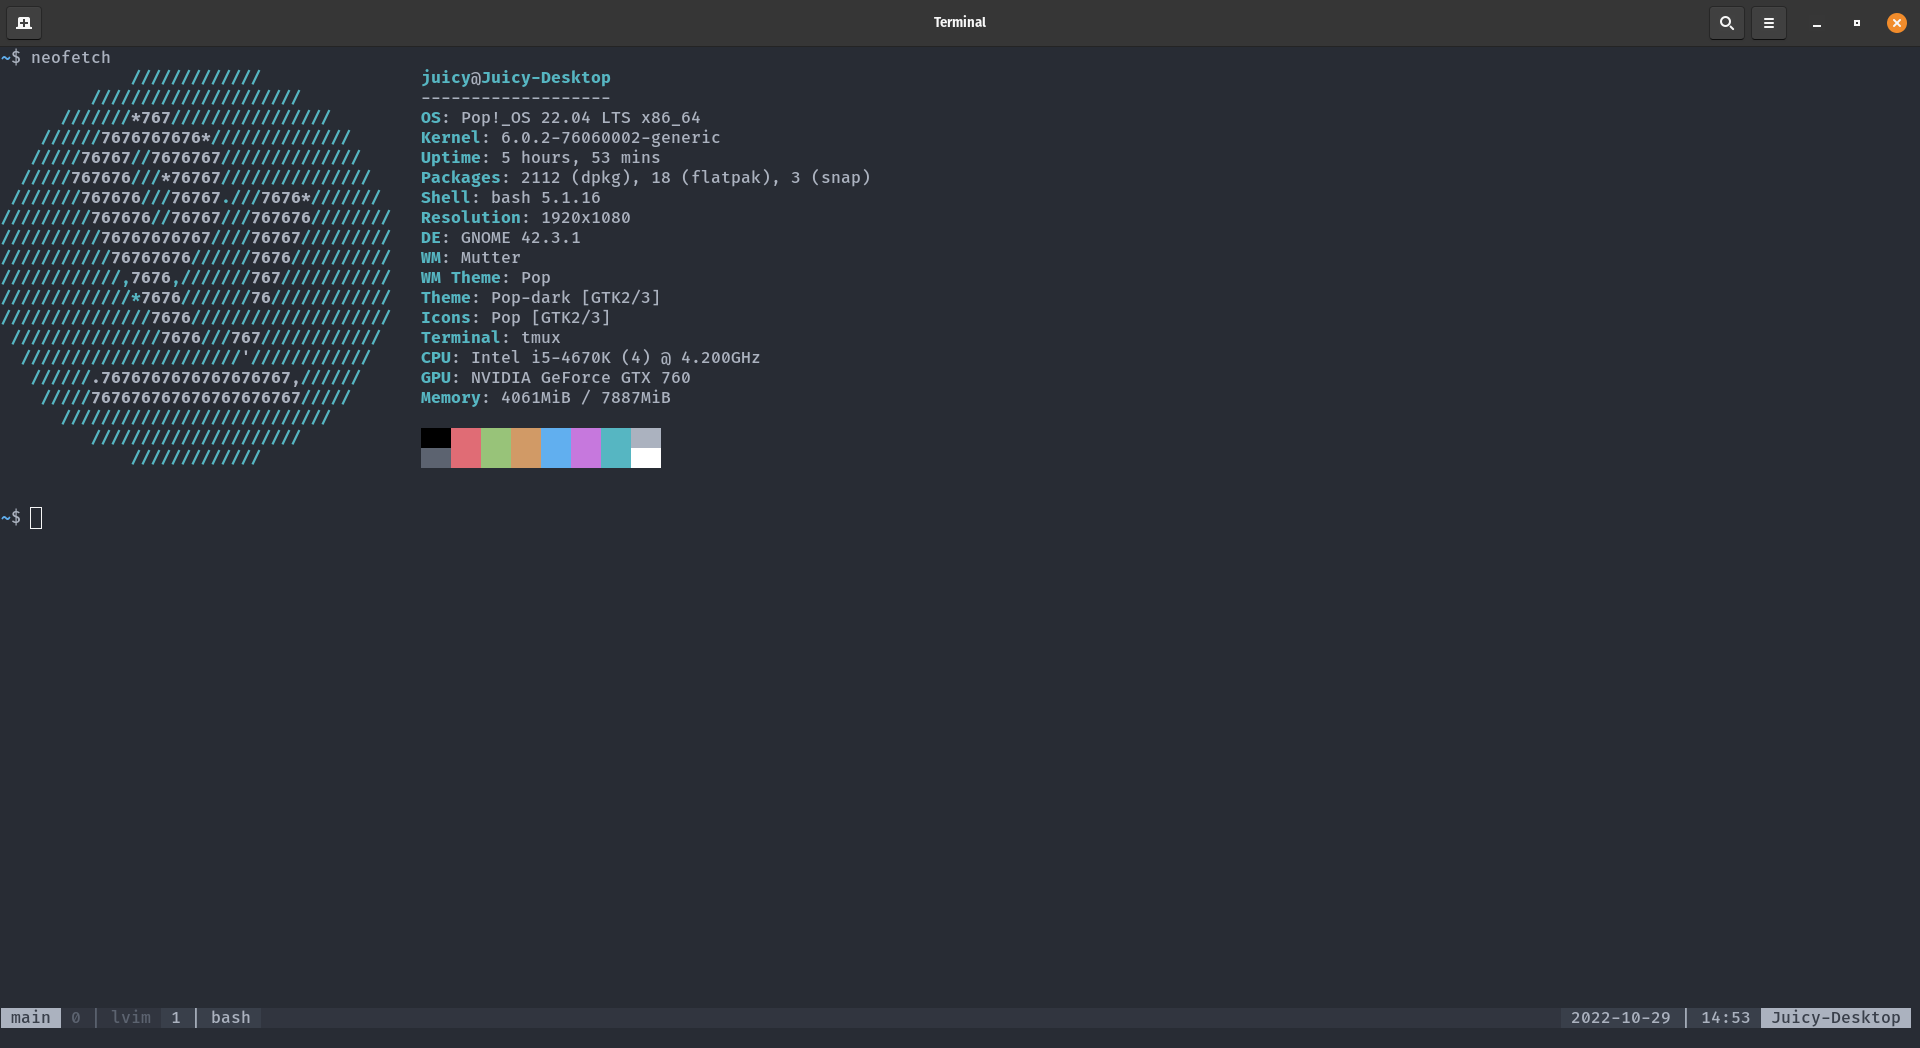 Terminal
~$ neofetch
/////////////
/////////////////////
///////*767////////////////
//////7676767676*//////////////
/////76767//7676767//////////////
/////767676///*76767///////////////
///////767676///76767.///7676*///////
/////////767676//76767///767676////////
//////////76767676767////76767/////////
///////////76767676//////7676//////////
////////////,7676,///////767///////////
/////////////*7676///////76////////////
///////////////7676////////////////////
///////////////7676///767////////////
//////////////////////'////////////
//////.7676767676767676767,//////
/////767676767676767676767/////
///////////////////////////
/////////////////////
/////////////
juicy@Juicy-Desktop
-------------------
OS: Pop!_OS 22.04 LTS x86_64
Kernel: 6.0.2-76060002-generic
Uptime: 5 hours, 53 mins
Packages: 2112 (dpkg), 18 (flatpak), 3 (snap)
Shell: bash 5.1.16
Resolution: 1920x1080
DE: GNOME 42.3.1
WM: Mutter
WM Theme: Pop
Theme: Pop-dark [GTK2/3]
Icons: Pop [GTK2/3]
Terminal: tmux
CPU: Intel i5-4670K (4) @ 4.200GHz
GPU: NVIDIA GeForce GTX 760
Memory: 4061MiB / 7887MiB
~$
main 0 | lvim 1 | bash 2022-10-29 | 14:53 Juicy-Desktop